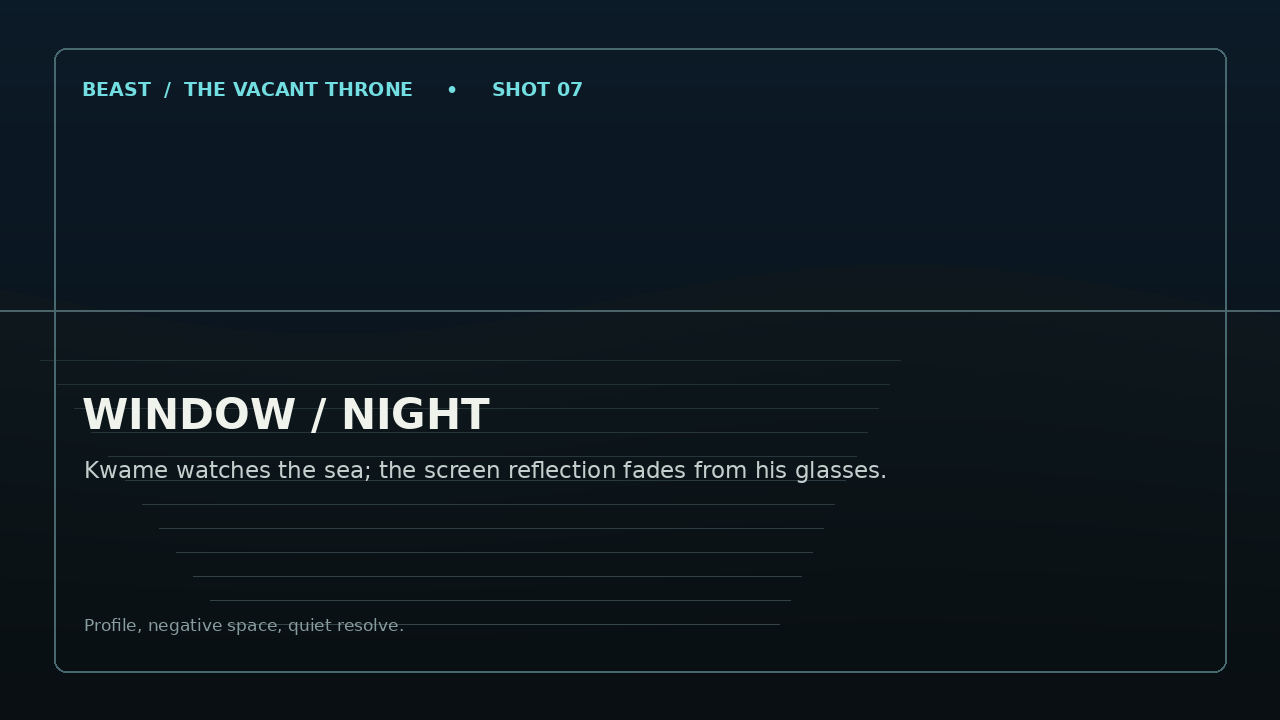 BEAST / THE VACANT THRONE • SHOT 07
WINDOW / NIGHT
Kwame watches the sea; the screen reflection fades from his glasses.
Profile, negative space, quiet resolve.